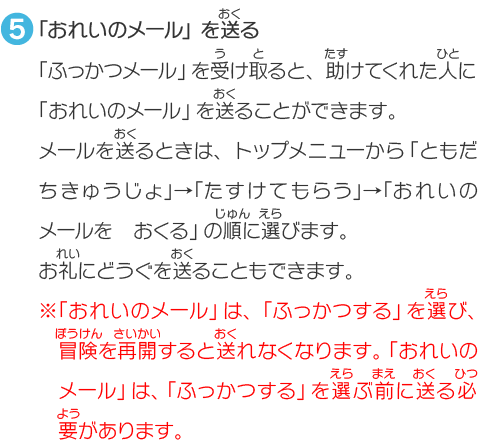 5「おれいのメール」を送る
「ふっかつメール」を受け取ると、助けてくれた人に
「おれいのメール」を送ることができます。
メールを送るときは、トップメニューから「ともだ
ちきゅうじょ」→「たすけてもらう」→「おれいの
メールを　おくる」の順に選びます。
お礼にどうぐを送ることもできます。
※「おれいのメール」は、「ふっかつする」を選び、
冒険を再開すると送れなくなります。「おれいの
メール」は、「ふっかつする」を選ぶ前に送る必
要があります。